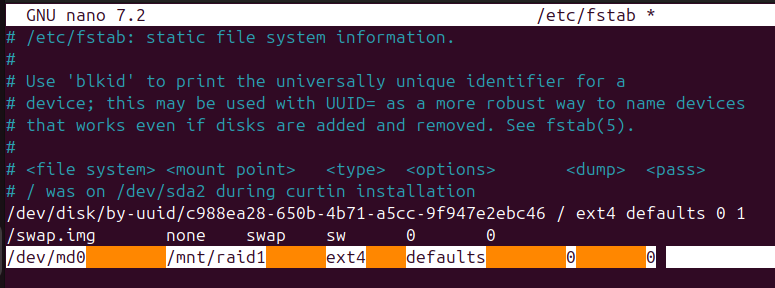 GNU nano 7.2 /etc/fstab *
# /etc/fstab: static file system information.
#
# Use 'blkid' to print the universally unique identifier for a
# device; this may be used with UUID= as a more robust way to name devices
# that works even if disks are added and removed. See fstab(5).
#
# <file system> <mount point>   <type>  <options>       <dump>  <pass>
# / was on /dev/sda2 during curtin installation
/dev/disk/by-uuid/c988ea28-650b-4b71-a5cc-9f947e2ebc46 / ext4 defaults 0 1
/swap.img       none    swap    sw      0       0
/dev/md0        /mnt/raid1      ext4    defaults        0       0